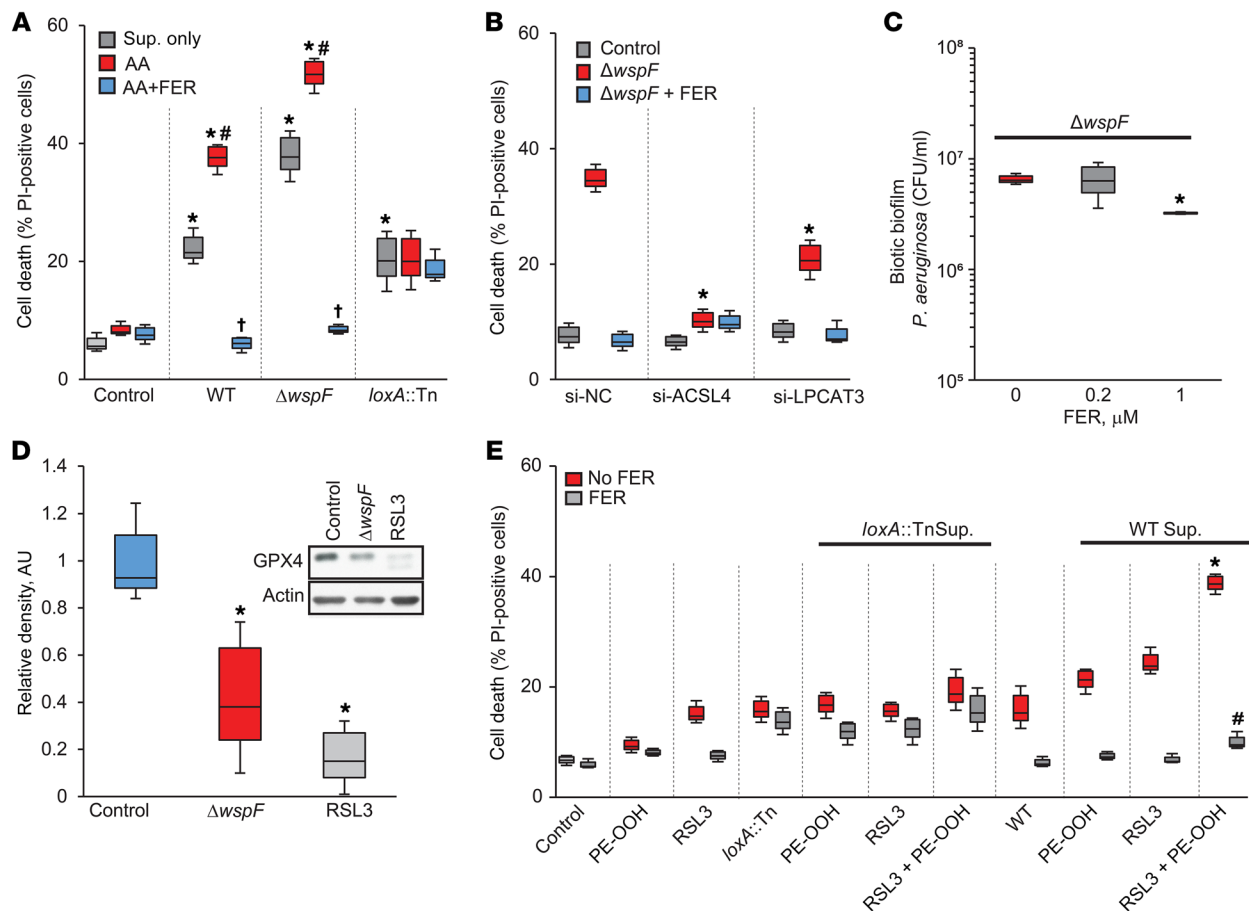 A
60
40
20
0
Cell death (% PI-positive cells)
Sup. only
AA
AA+FER
*
*#
*
*#
*
†
†
Control
WT
ΔwspF
loxA::Tn
B
60
50
40
30
20
10
0
Cell death (% PI-positive cells)
Control
ΔwspF
ΔwspF + FER
*
*
si-NC
si-ACSL4
si-LPCAT3
C
10⁸
10⁷
10⁶
10⁵
Biotic biofilm
P. aeruginosa (CFU/ml)
ΔwspF
*
0
0.2
1
FER, μM
D
1.4
1.2
1
0.8
0.6
0.4
0.2
0
Relative density, AU
*
*
Control
ΔwspF
RSL3
Control
ΔwspF
RSL3
GPX4
Actin
E
60
40
20
0
Cell death (% PI-positive cells)
No FER
FER
loxA::TnSup.
WT Sup.
*
#
Control
PE-OOH
RSL3
loxA::Tn
PE-OOH
RSL3
RSL3 + PE-OOH
WT
PE-OOH
RSL3
RSL3 + PE-OOH